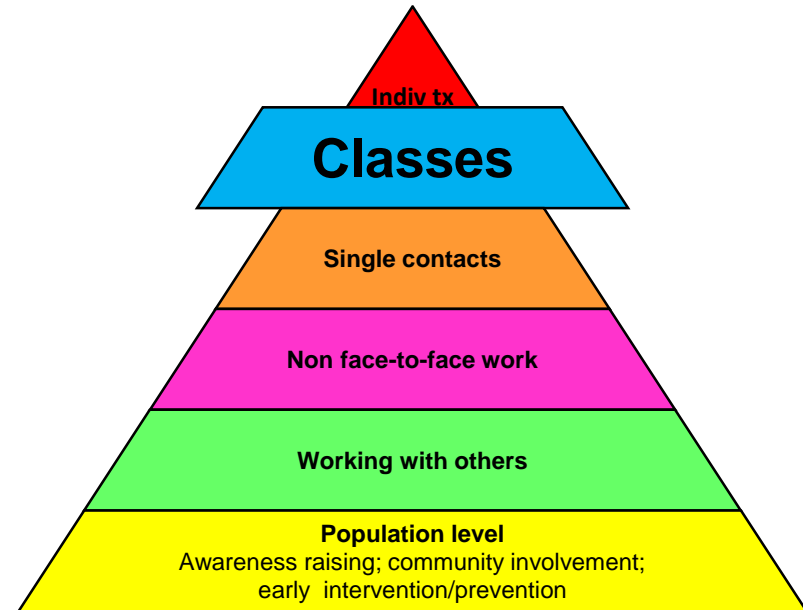 Indiv tx
Classes
Single contacts
Non face-to-face work
Working with others
Population level
Awareness raising; community involvement;
early intervention/prevention